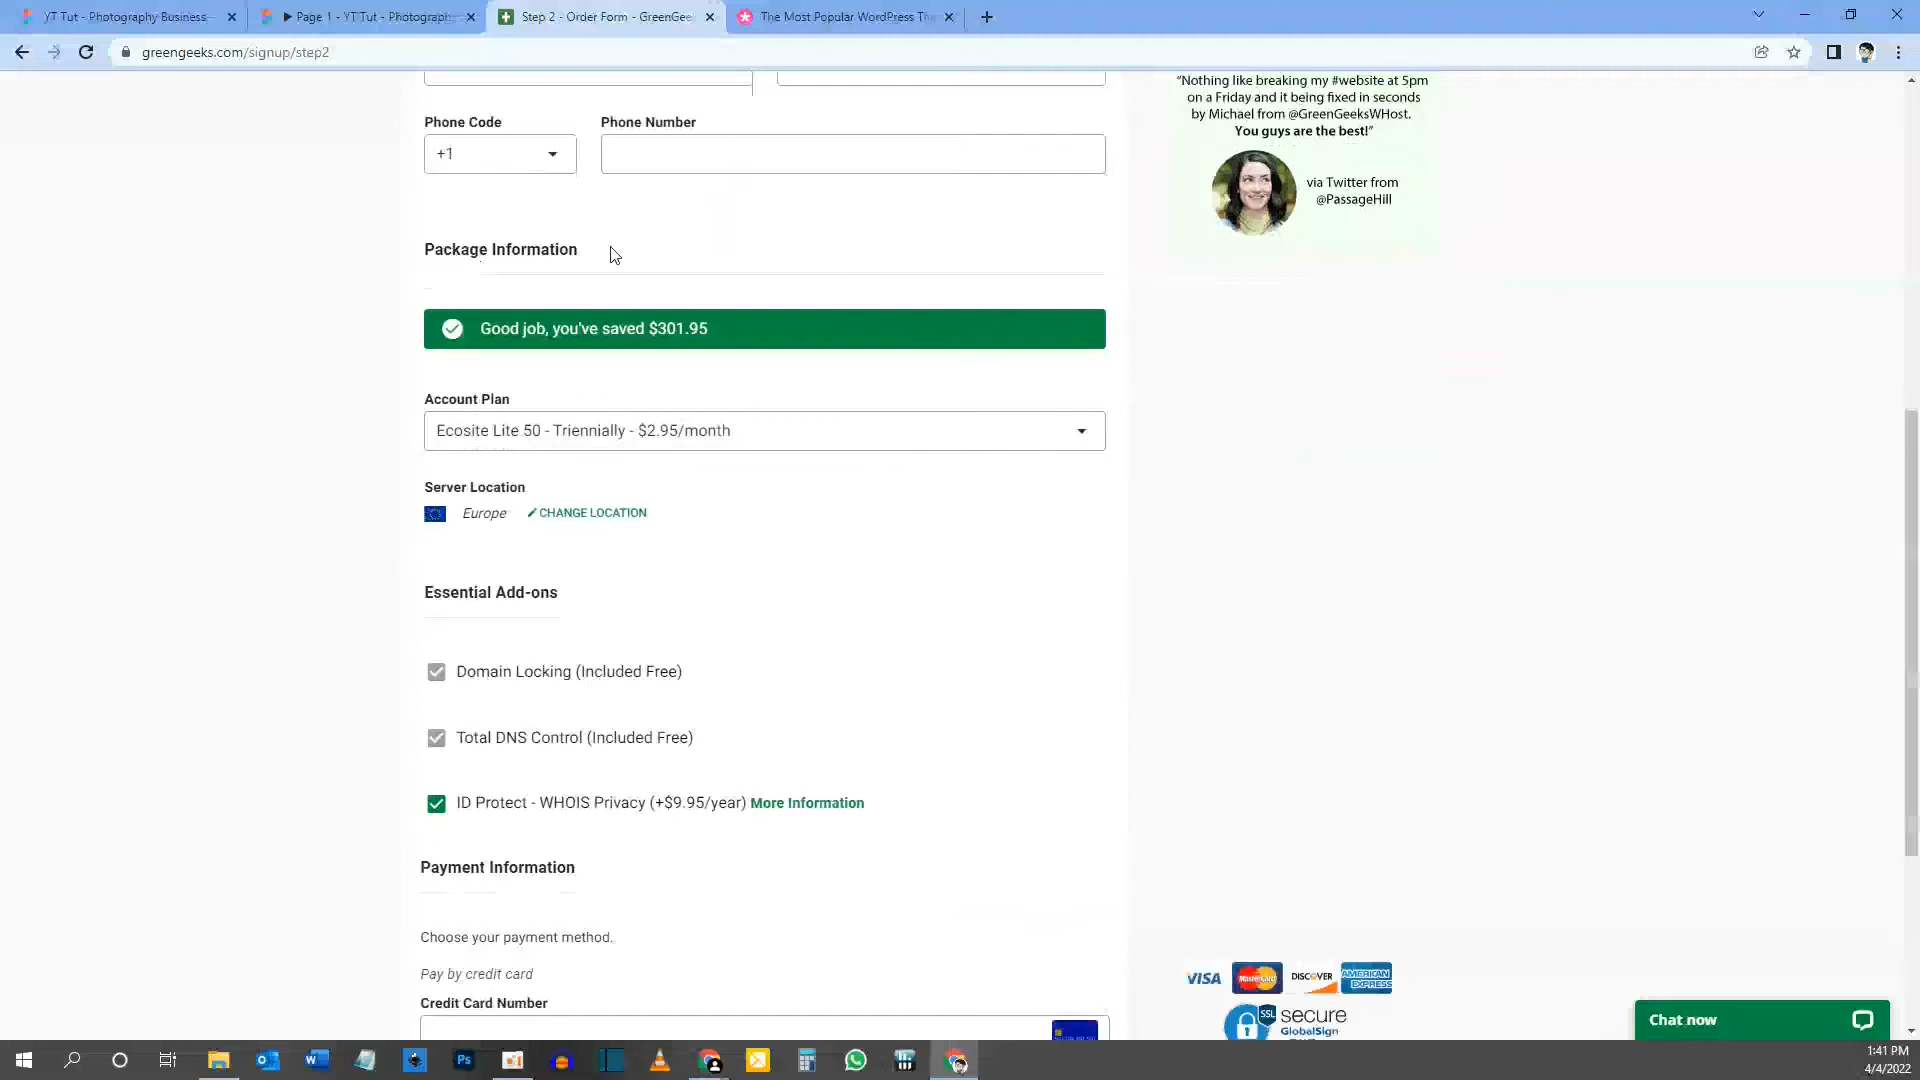 YT Tut - Photography Business
Page 1 - YT Tut - Photograph
Step 2 - Order Form - GreenGee
The Most Popular WordPress Th
greengeeks.com/signup/step2
“Nothing like breaking my #website at 5pm
on a Friday and it being fixed in seconds
by Michael from @GreenGeeksWHost.
You guys are the best!”
via Twitter from
@PassageHill
Phone Code
Phone Number
+1
Package Information
Good job, you've saved $301.95
Account Plan
Ecosite Lite 50 - Triennially - $2.95/month
Server Location
Europe
CHANGE LOCATION
Essential Add-ons
Domain Locking (Included Free)
Total DNS Control (Included Free)
ID Protect - WHOIS Privacy (+$9.95/year) More Information
Payment Information
Choose your payment method.
Pay by credit card
Credit Card Number
VISA
MasterCard
DISCOVER
AMERICAN EXPRESS
SSL
secure
GlobalSign
Chat now
Ps
1:41 PM
4/4/2022